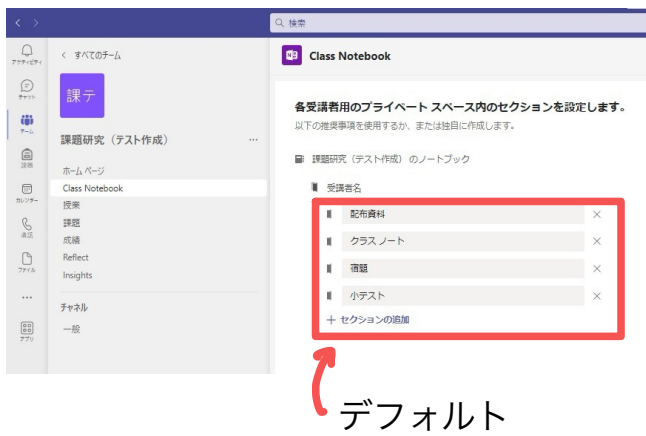 検索
アクティビティ
チャット
チーム
課題
カレンダー
通話
ファイル
アプリ
すべてのチーム
課テ
課題研究（テスト作成）
ホーム ページ
Class Notebook
授業
課題
成績
Reflect
Insights
チャネル
一般
Class Notebook
各受講者用のプライベート スペース内のセクションを設定します。
以下の推奨事項を使用するか、または独自に作成します。
課題研究（テスト作成）のノートブック
受講者名
配布資料
クラス ノート
宿題
小テスト
＋ セクションの追加
デフォルト